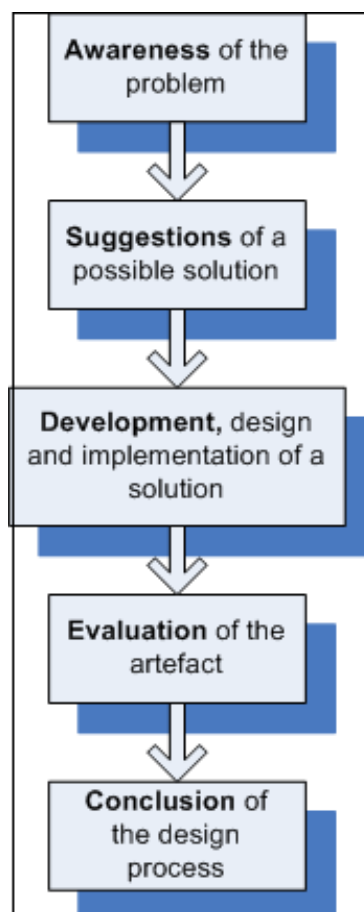 Awareness of the
problem
Suggestions of a
possible solution
Development, design
and implementation of a
solution
Evaluation of the
artefact
Conclusion of
the design
process